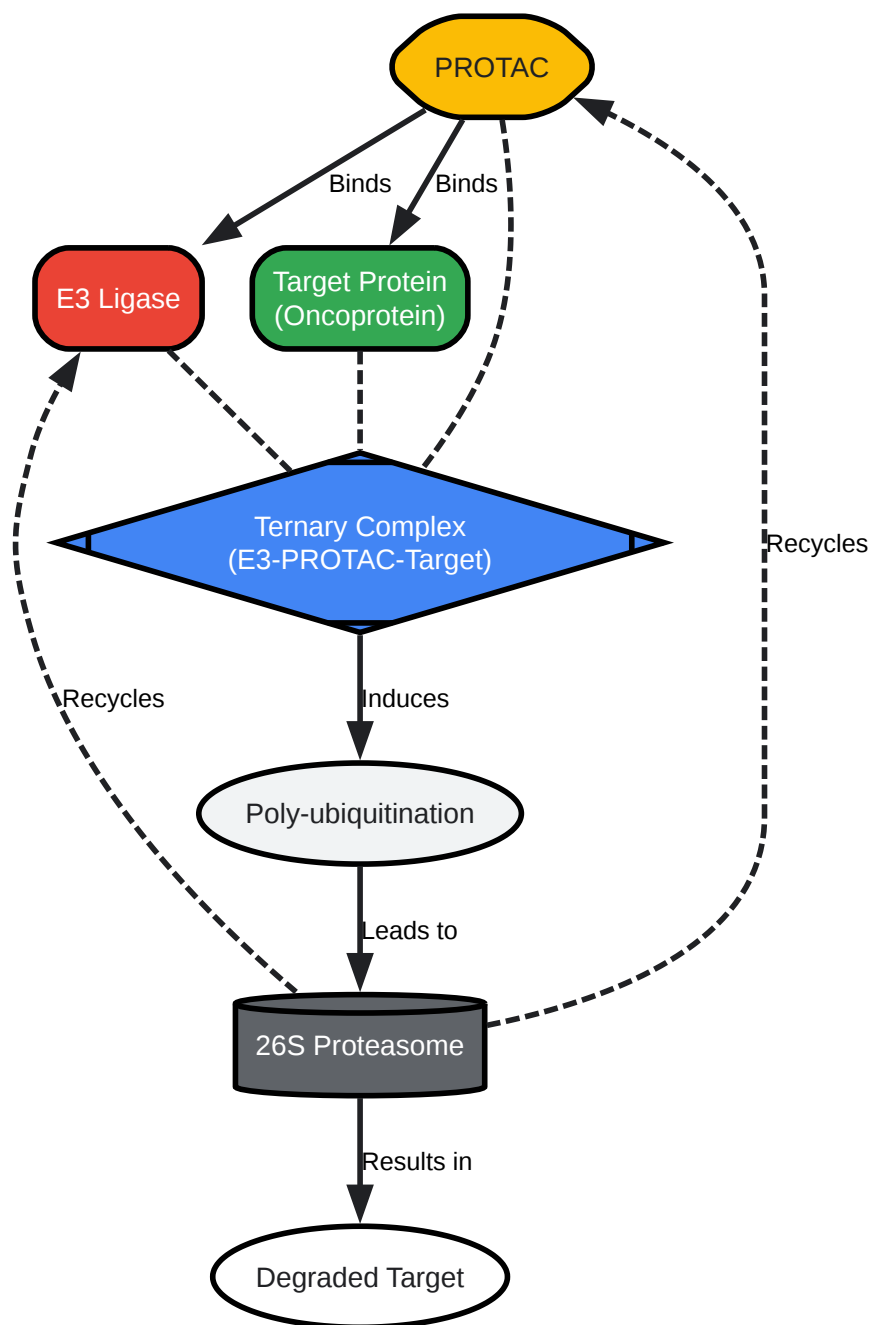 PROTAC
Binds
Binds
E3 Ligase
Target Protein
(Oncoprotein)
Ternary Complex
(E3-PROTAC-Target)
Recycles
Recycles
Induces
Poly-ubiquitination
Leads to
26S Proteasome
Results in
Degraded Target